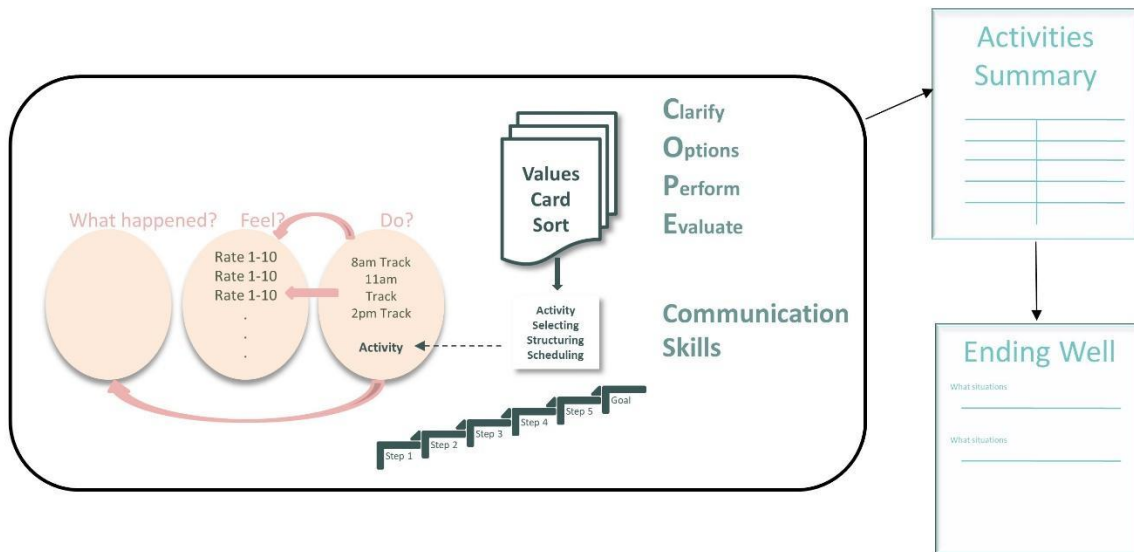 What happened?
Feel?
Rate 1-10
Rate 1-10
Rate 1-10
.
.
.
Do?
8am Track
11am
Track
2pm Track
Activity
Values
Card
Sort
Activity
Selecting
Structuring
Scheduling
Step 1
Step 2
Step 3
Step 4
Step 5
Goal
Clarify
Options
Perform
Evaluate
Communication
Skills
Activities
Summary
Ending Well
What situations
What situations